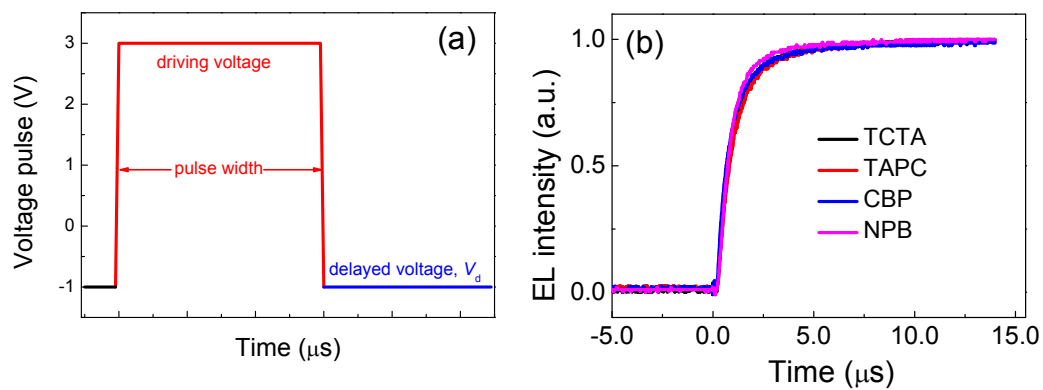 (a)
Voltage pulse (V)
3
2
1
0
-1
driving voltage
pulse width
delayed voltage, Vd
Time (μs)
(b)
EL intensity (a.u.)
1.0
0.5
0.0
TCTA
TAPC
CBP
NPB
-5.0 0.0 5.0 10.0 15.0
Time (μs)